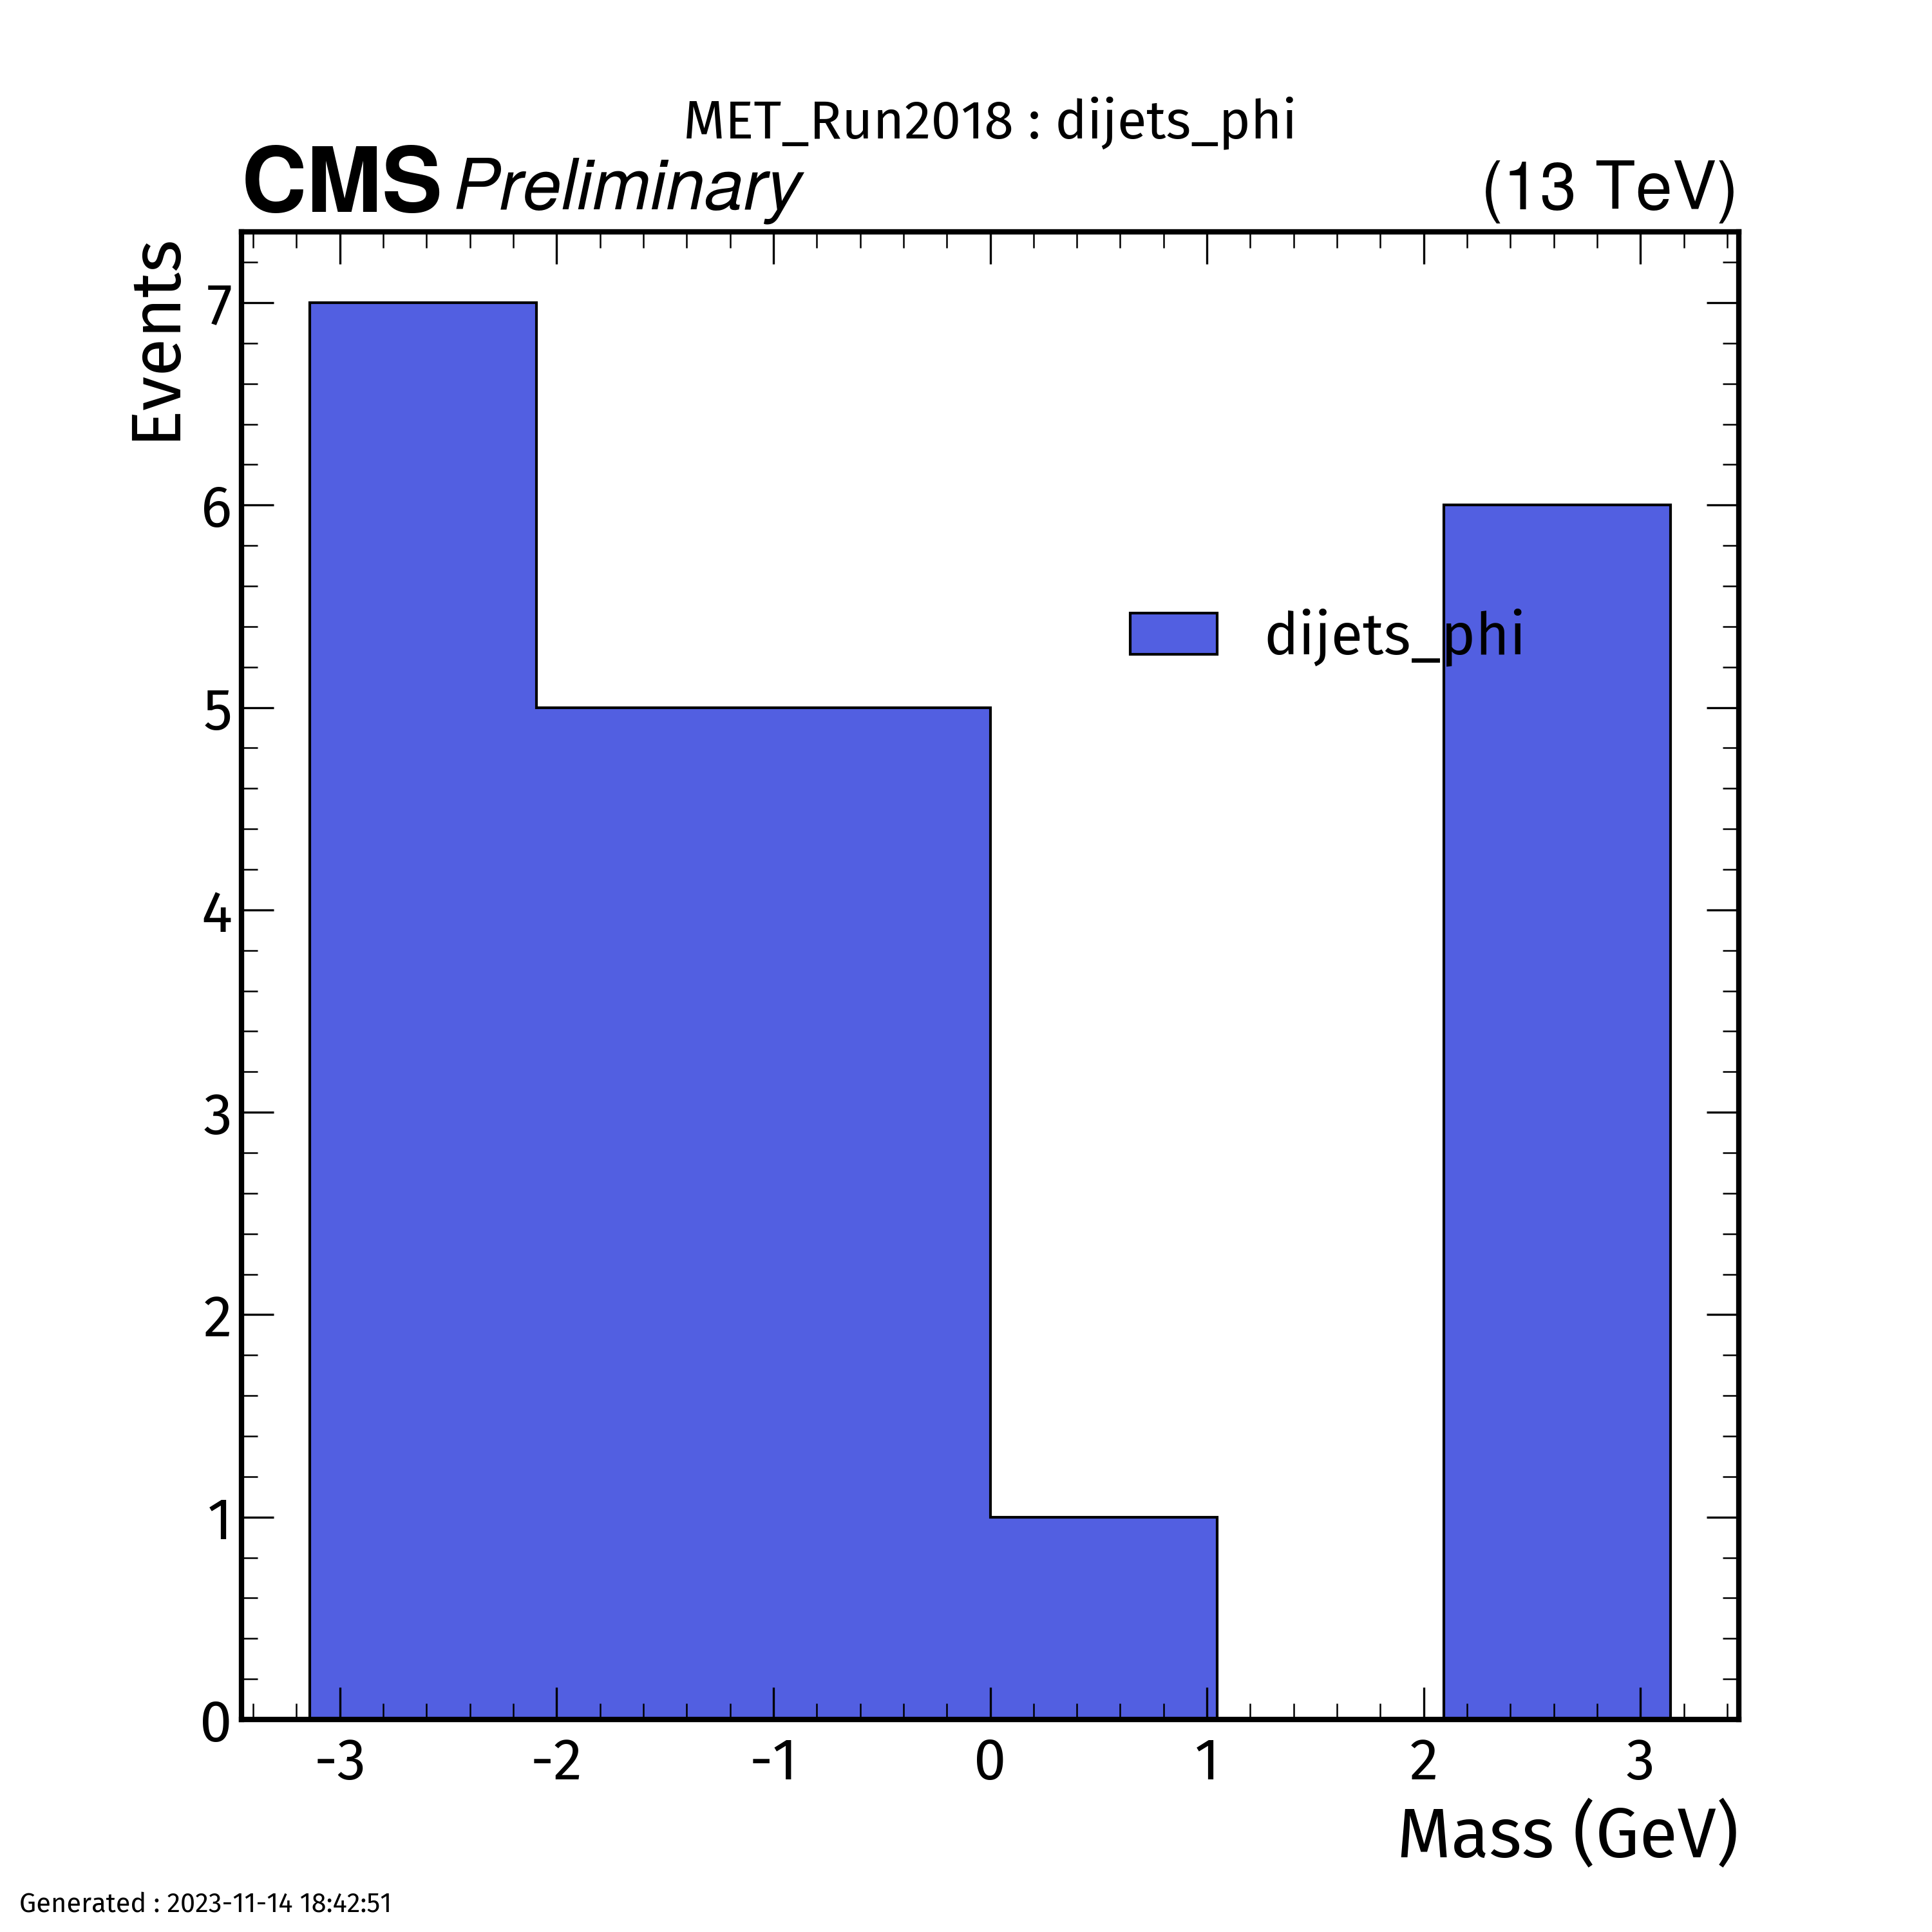 MET_Run2018 : dijets_phi
CMS Preliminary (13 TeV)
Events
7
6
dijets_phi
5
4
3
2
1
0
-3 -2 -1 0 1 2 3
Mass (GeV)
Generated : 2023-11-14 18:42:51